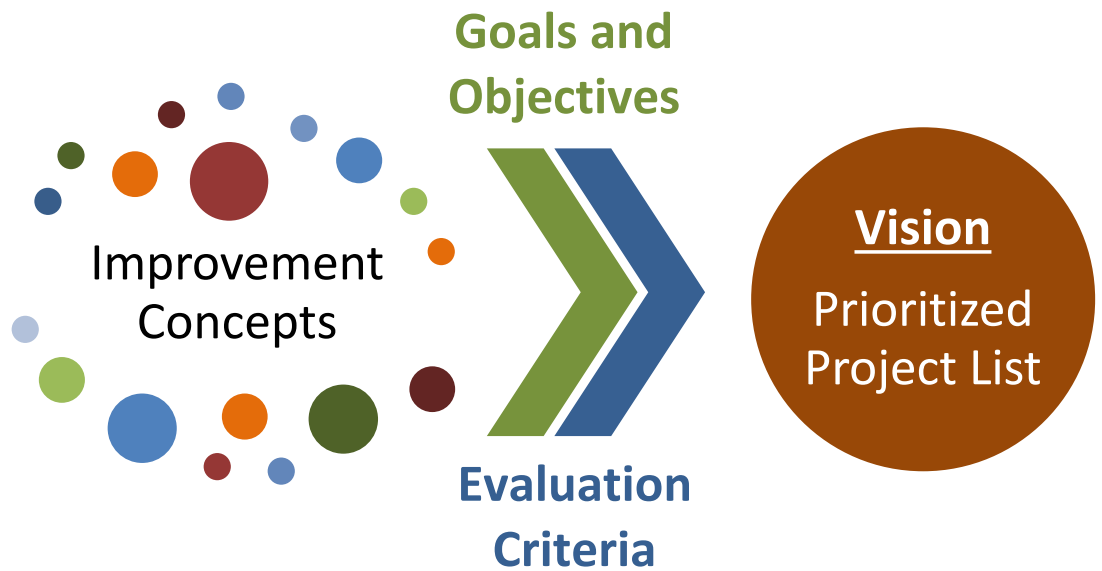 Goals and
Objectives
Improvement
Concepts
Vision
Prioritized
Project List
Evaluation
Criteria